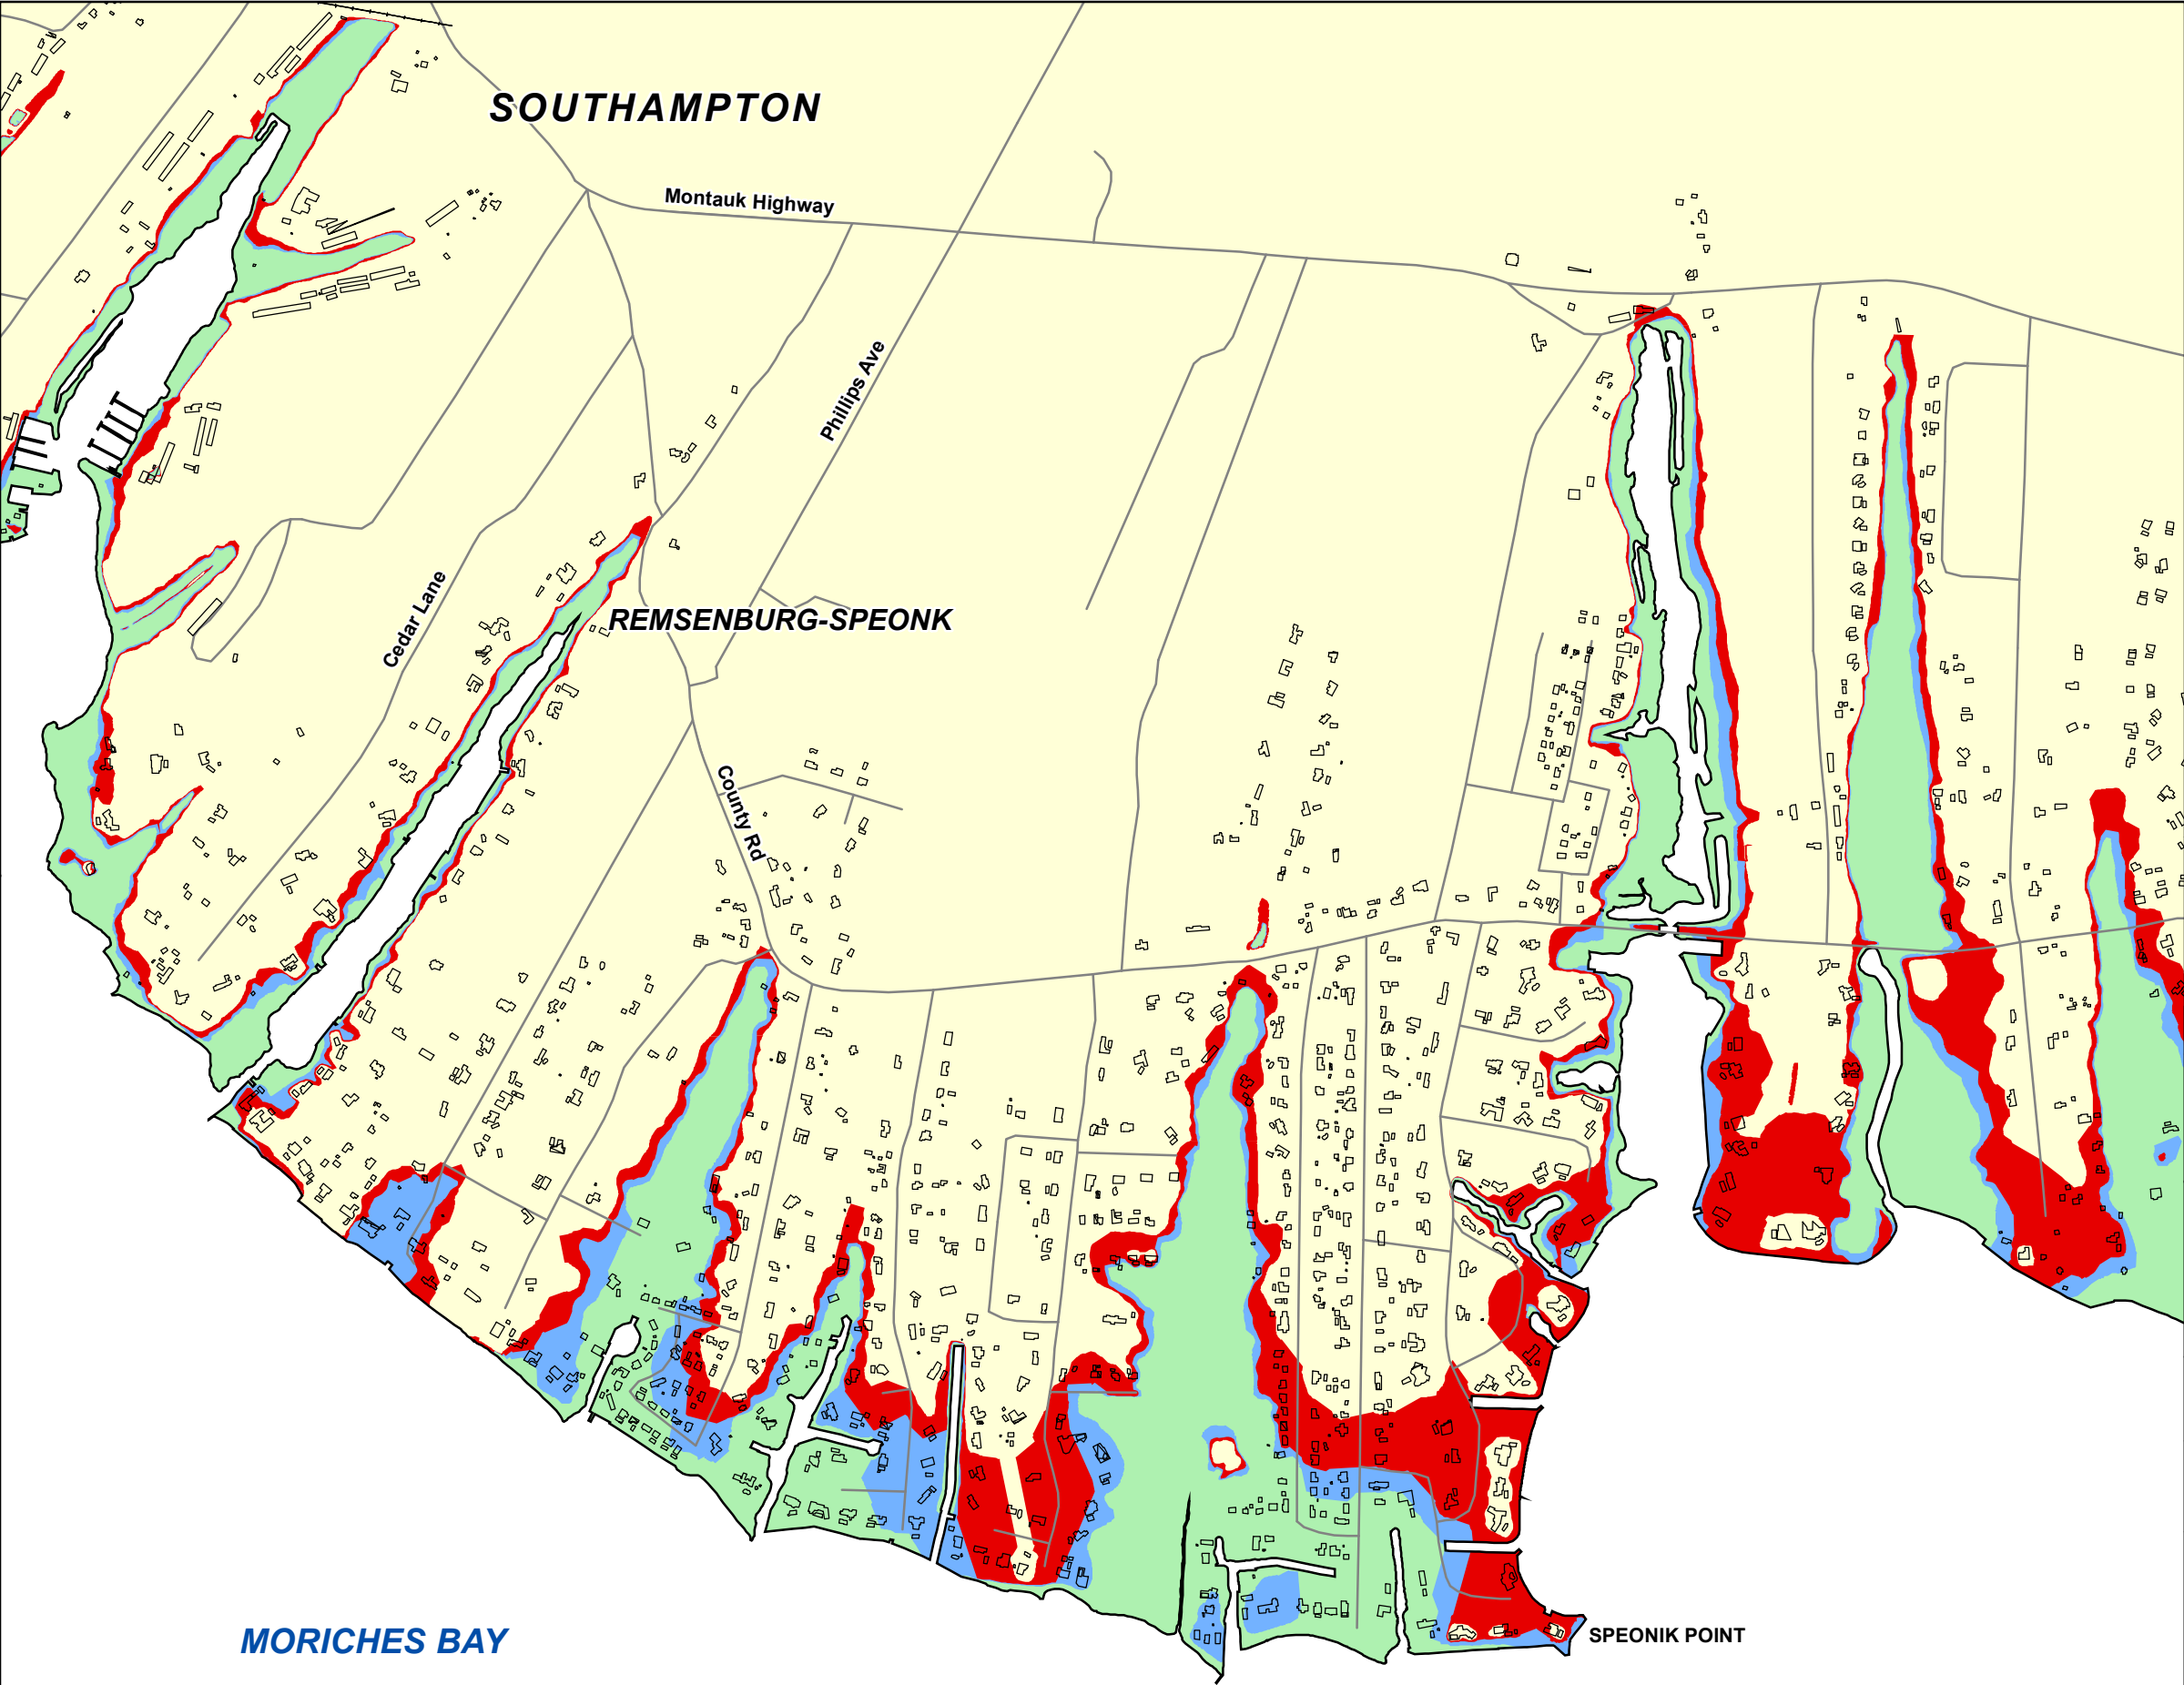 SOUTHAMPTON
Montauk Highway
Phillips Ave
Cedar Lane
REMSENBURG-SPEONK
County Rd
MORICHES BAY
SPEONIK POINT